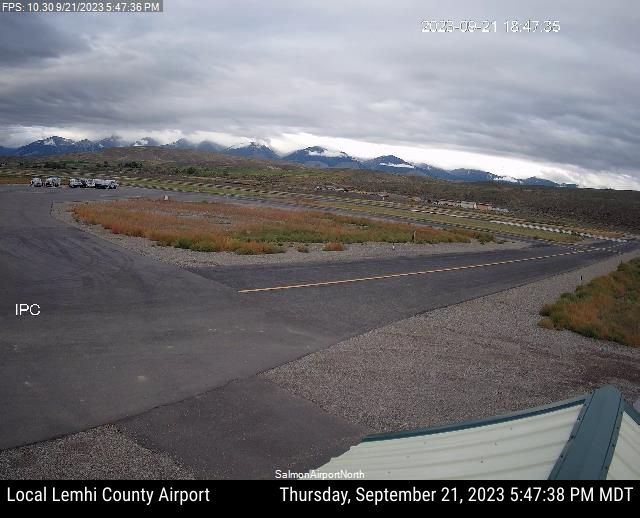 FPS: 10.30 9/21/2023 5:47:36 PM
2023-09-21 18:47:35
IPC
SalmonAirportNorth
Local Lemhi County Airport Thursday, September 21, 2023 5:47:38 PM MDT